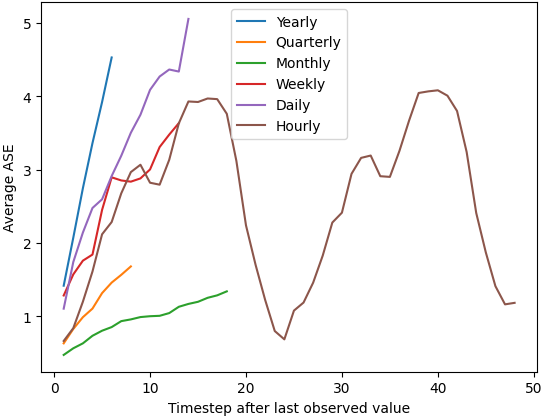 Yearly
Quarterly
Monthly
Weekly
Daily
Hourly
Average ASE
5
4
3
2
1
0
10
20
30
40
50
Timestep after last observed value